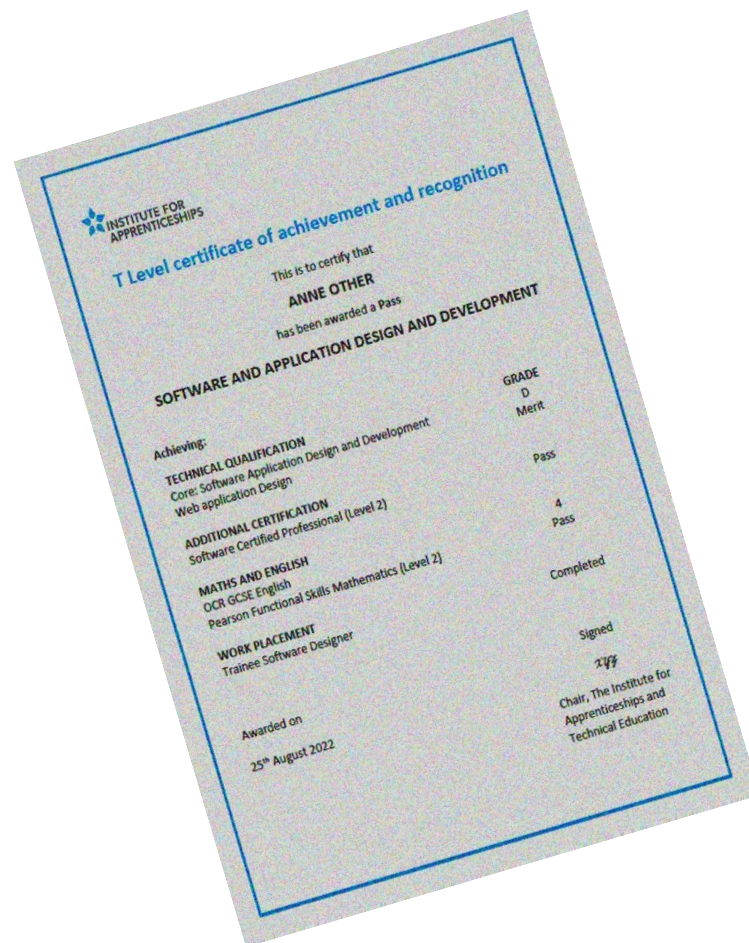 INSTITUTE FOR
APPRENTICESHIPS
T Level certificate of achievement and recognition
This is to certify that
ANNE OTHER
has been awarded a Pass
SOFTWARE AND APPLICATION DESIGN AND DEVELOPMENT
GRADE
Achieving:
TECHNICAL QUALIFICATION
Core: Software Application Design and Development D
Web application Design Merit
ADDITIONAL CERTIFICATION
Software Certified Professional (Level 2) Pass
MATHS AND ENGLISH
OCR GCSE English 4
Pearson Functional Skills Mathematics (Level 2) Pass
WORK PLACEMENT
Trainee Software Designer Completed
Signed
Awarded on
25th August 2022
Chair, The Institute for
Apprenticeships and
Technical Education